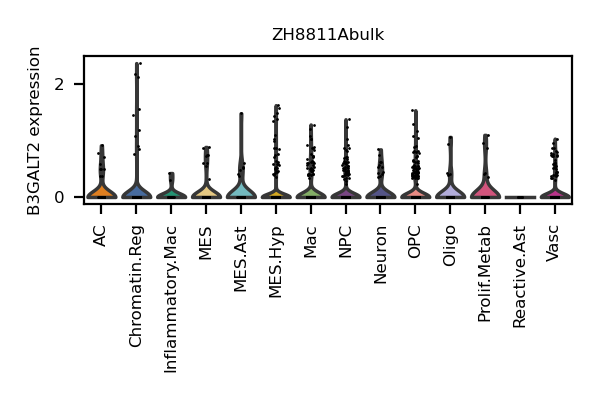 ZH8811Abulk
B3GALT2 expression
2
0
AC
Chromatin.Reg
Inflammatory.Mac
MES
MES.Ast
MES.Hyp
Mac
NPC
Neuron
OPC
Oligo
Prolif.Metab
Reactive.Ast
Vasc